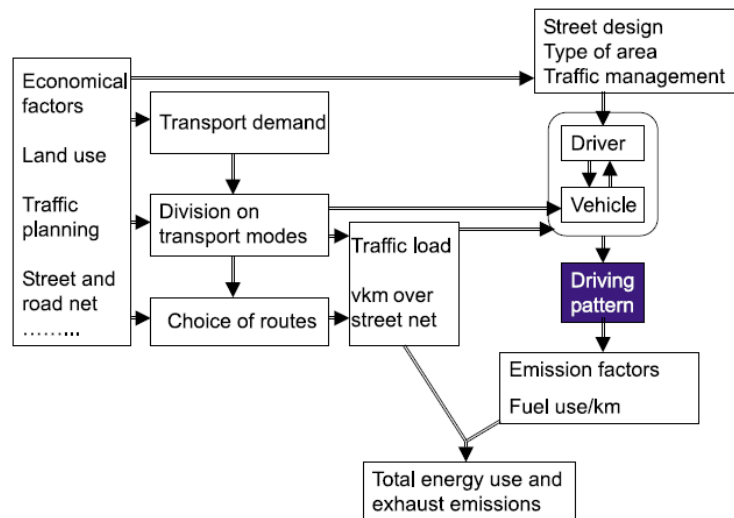 Street design
Type of area
Traffic management
Economical
factors
Land use
Traffic
planning
Street and
road net
.........
Transport demand
Division on
transport modes
Choice of routes
Traffic load
vkm over
street net
Driver
Vehicle
Driving
pattern
Emission factors
Fuel use/km
Total energy use and
exhaust emissions